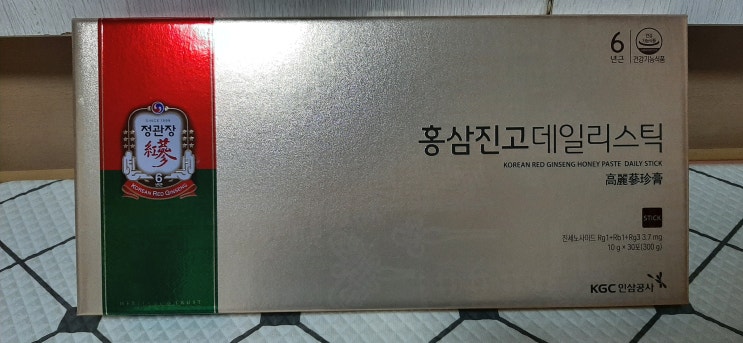 SINCE 1899
정관장
紅蔘
6
KOREAN RED GINSENG
6
년근
건강기능식품
홍삼진고데일리스틱
KOREAN RED GINSENG HONEY PASTE DAILY STICK
高麗蔘珍膏
STICK
진세노사이드 Rg1+Rb1+Rg3 3.7 mg
10 g × 30포(300 g)
KGC 인삼공사